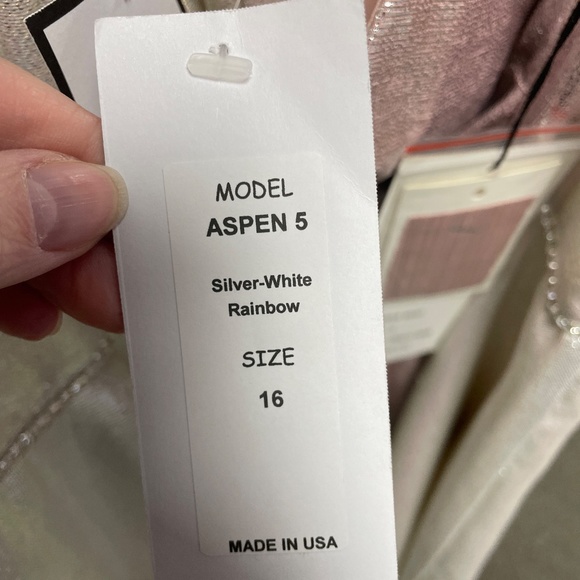 MODEL
ASPEN 5
Silver-White
Rainbow
SIZE
16
MADE IN USA